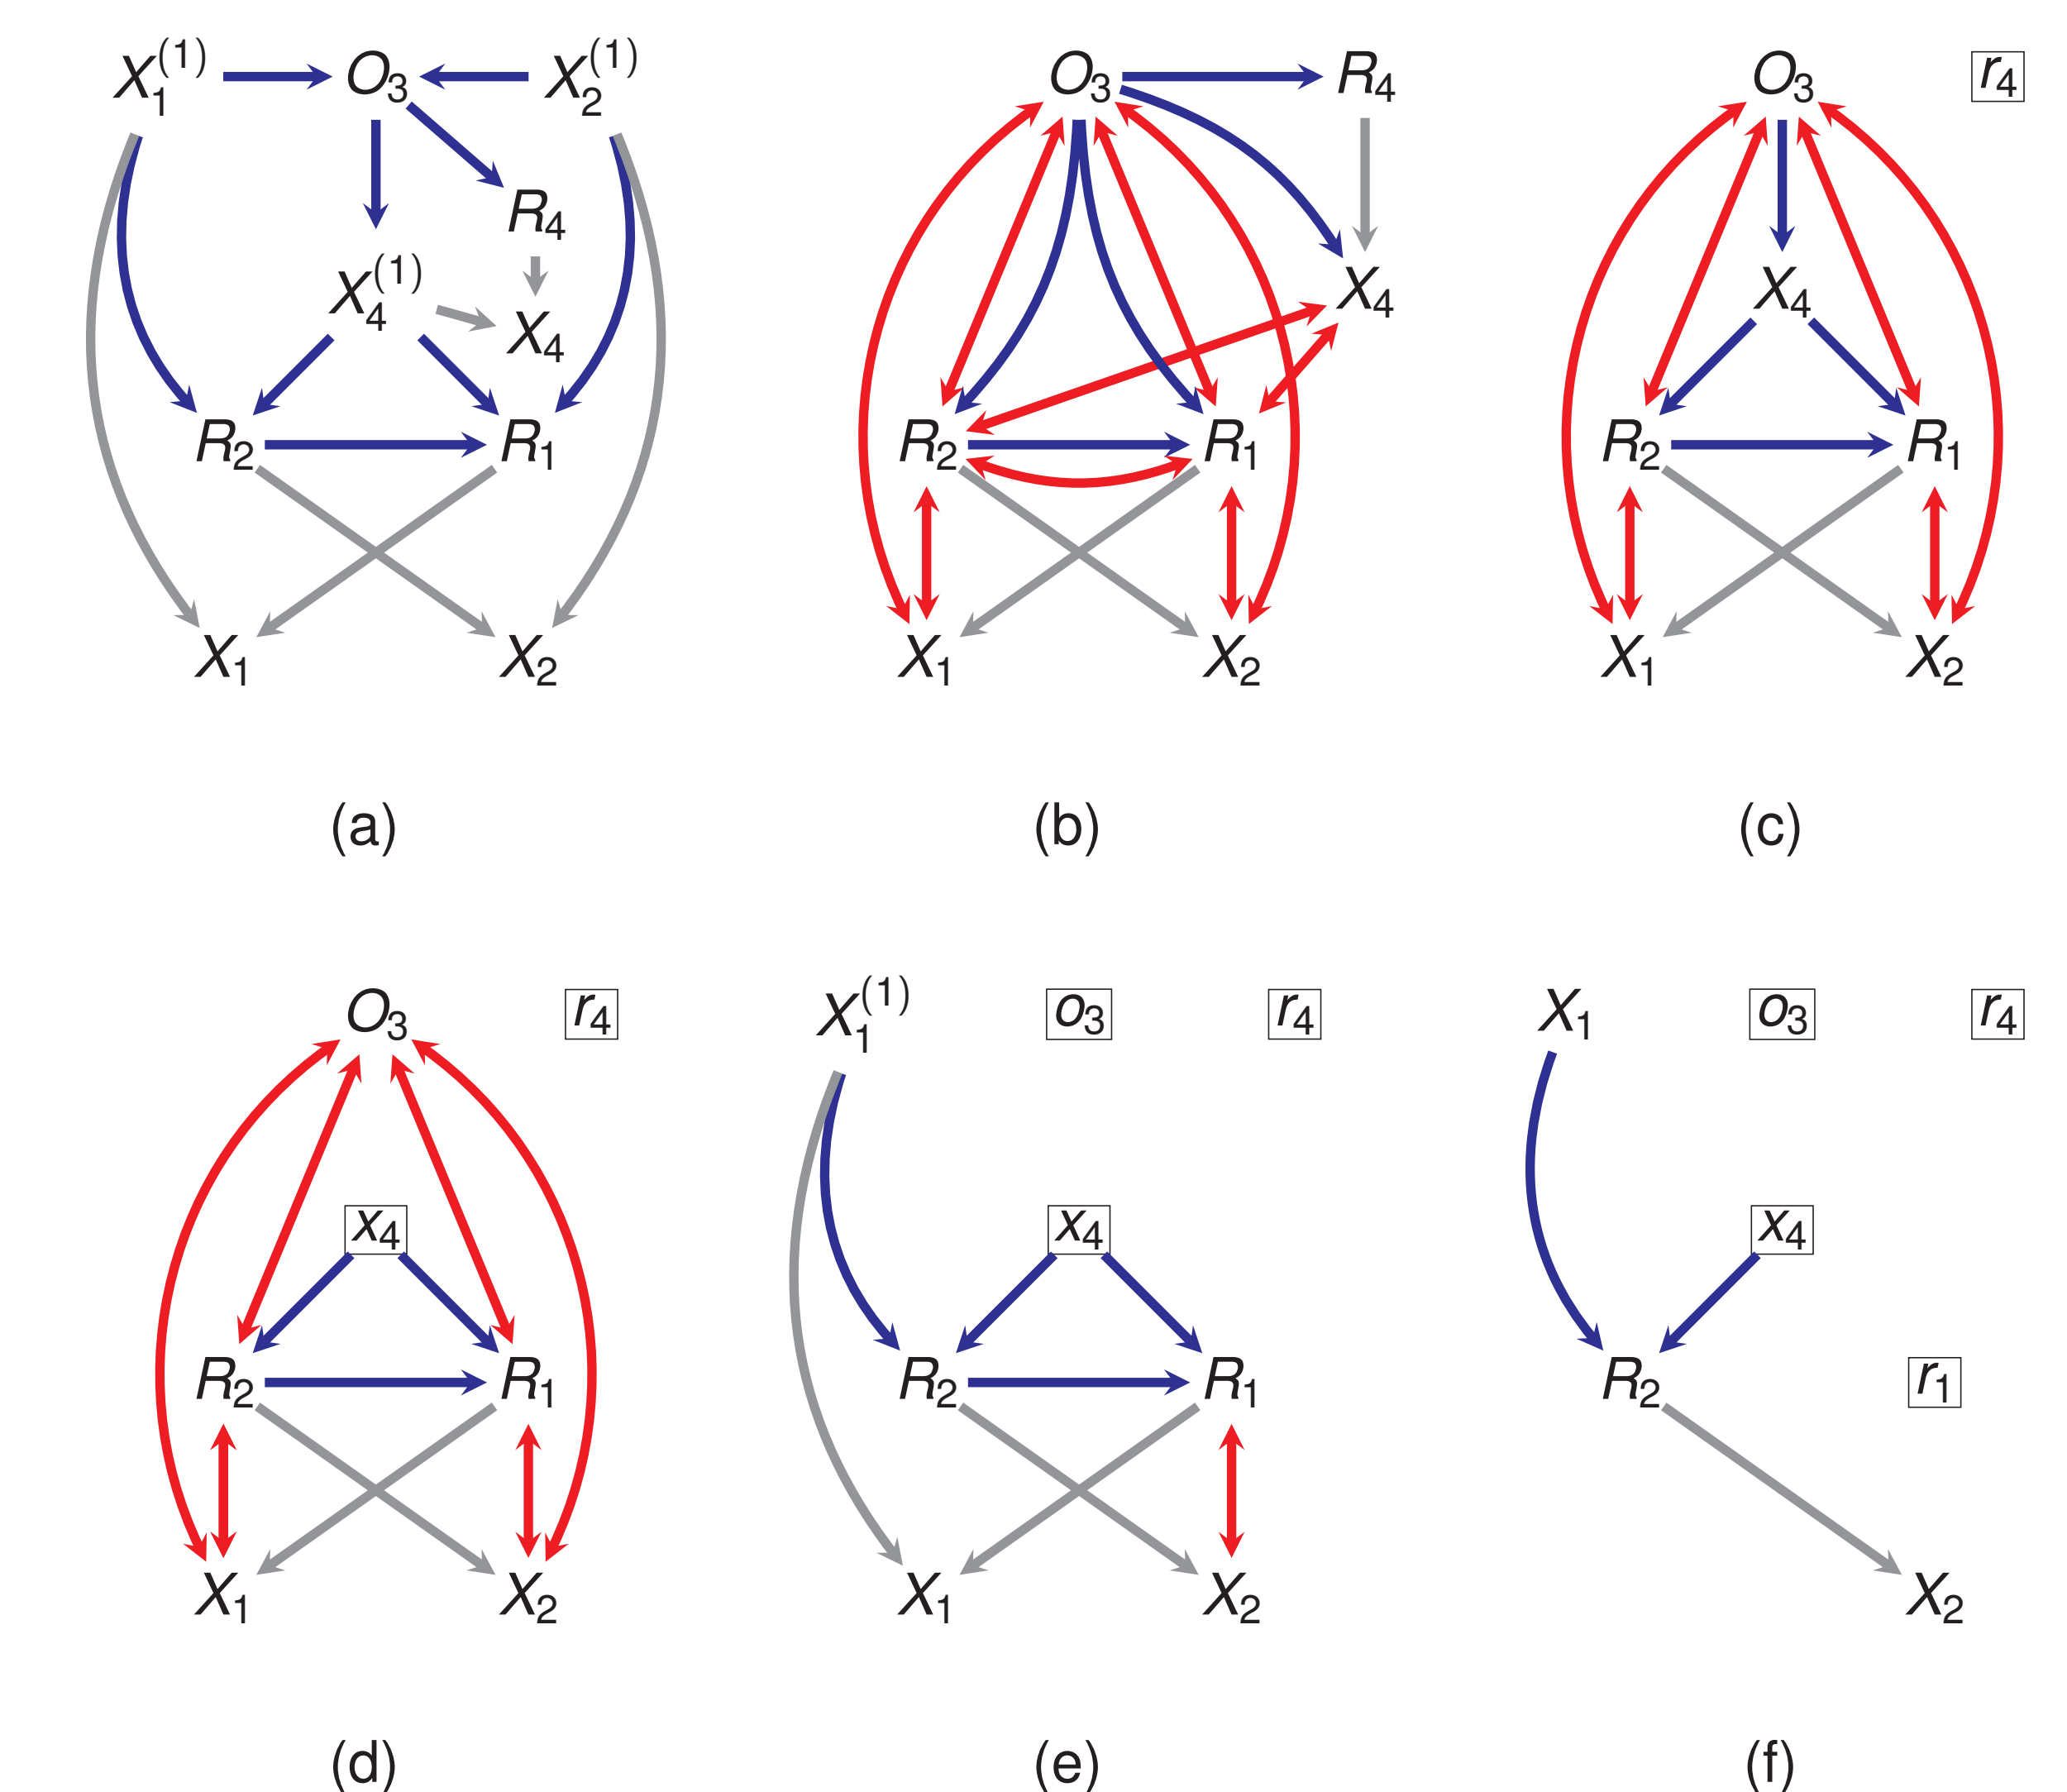 X₁⁽¹⁾ O₃ X₂⁽¹⁾
R₄
X₄⁽¹⁾
X₄
R₂ R₁
X₁ X₂
(a)
O₃ R₄
X₄
R₂ R₁
X₁ X₂
(b)
O₃ r₄
X₄
R₂ R₁
X₁ X₂
(c)
O₃ r₄
x₄
R₂ R₁
X₁ X₂
(d)
X₁⁽¹⁾ o₃ r₄
x₄
R₂ R₁
X₁ X₂
(e)
X₁ o₃ r₄
x₄
R₂ r₁
X₂
(f)